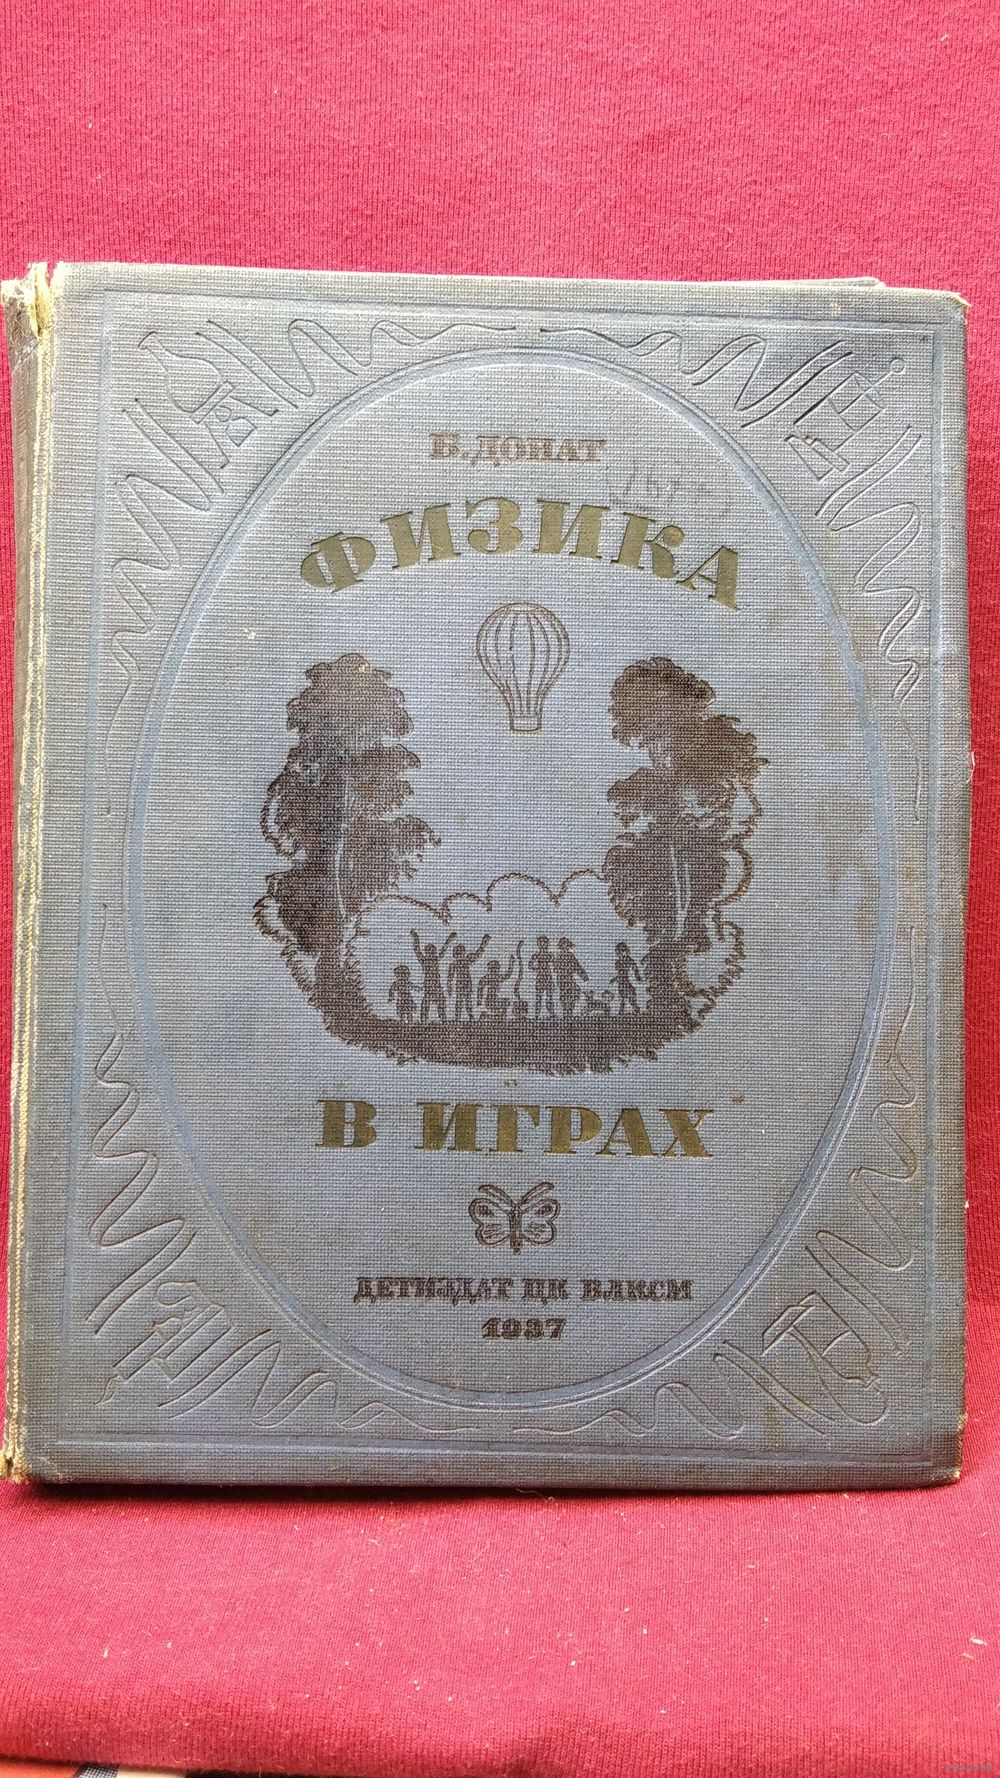 Б. ДОНАТ
ФИЗИКА
В ИГРАХ
ДЕТИЗДАТ ЦК ВЛКСМ
1937